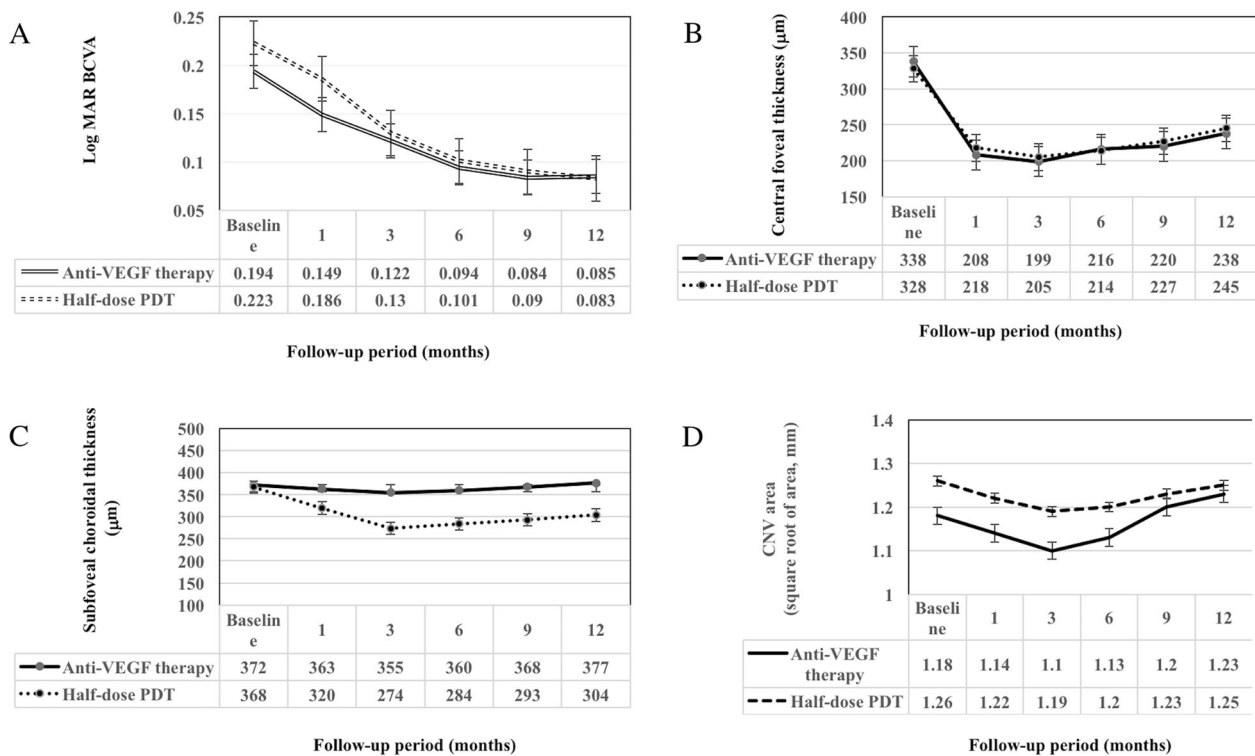 A
Log MAR BCVA
0.25
0.2
0.15
0.1
0.05
Baselin
e
1 3 6 9 12
Anti-VEGF therapy 0.194 0.149 0.122 0.094 0.084 0.085
Half-dose PDT 0.223 0.186 0.13 0.101 0.09 0.083
Follow-up period (months)
B
Central foveal thickness (μm)
400
350
300
250
200
150
Basel
ine
1 3 6 9 12
Anti-VEGF therapy 338 208 199 216 220 238
Half-dose PDT 328 218 205 214 227 245
Follow-up period (months)
C
Subfoveal choroidal thickness
(μm)
500
450
400
350
300
250
200
150
100
Baselin
e
1 3 6 9 12
Anti-VEGF therapy 372 363 355 360 368 377
Half-dose PDT 368 320 274 284 293 304
Follow-up period (months)
D
CNV area
(square root of area, mm)
1.4
1.3
1.2
1.1
1
Baseli
ne
1 3 6 9 12
Anti-VEGF
therapy
1.18 1.14 1.1 1.13 1.2 1.23
Half-dose PDT 1.26 1.22 1.19 1.2 1.23 1.25
Follow-up period (months)